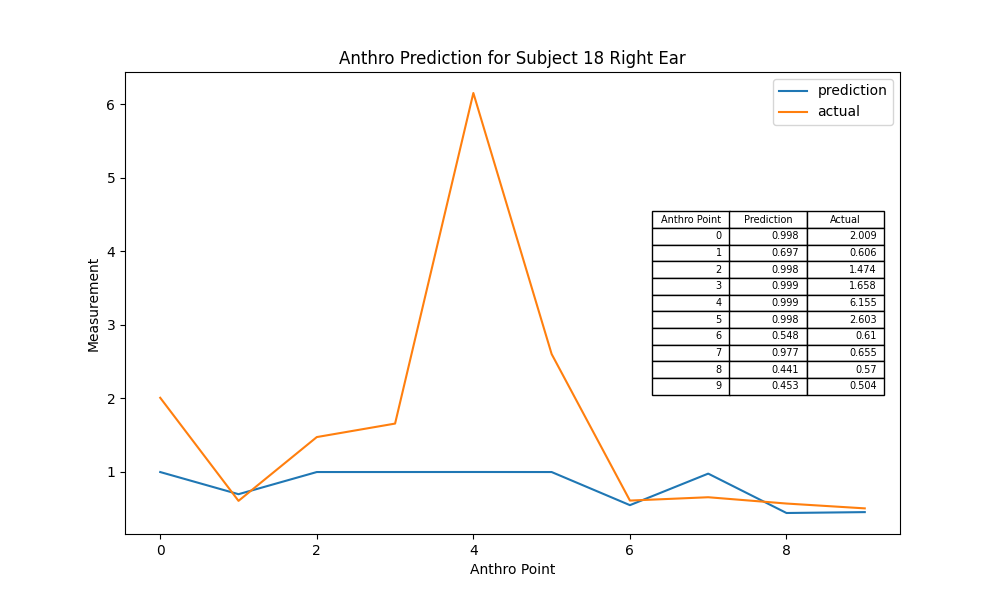 Anthro Prediction for Subject 18 Right Ear
prediction
actual
6
5
4
3
2
1
Measurement
Anthro Point Prediction Actual
0 0.998 2.009
1 0.697 0.606
2 0.998 1.474
3 0.999 1.658
4 0.999 6.155
5 0.998 2.603
6 0.548 0.61
7 0.977 0.655
8 0.441 0.57
9 0.453 0.504
0 2 4 6 8
Anthro Point